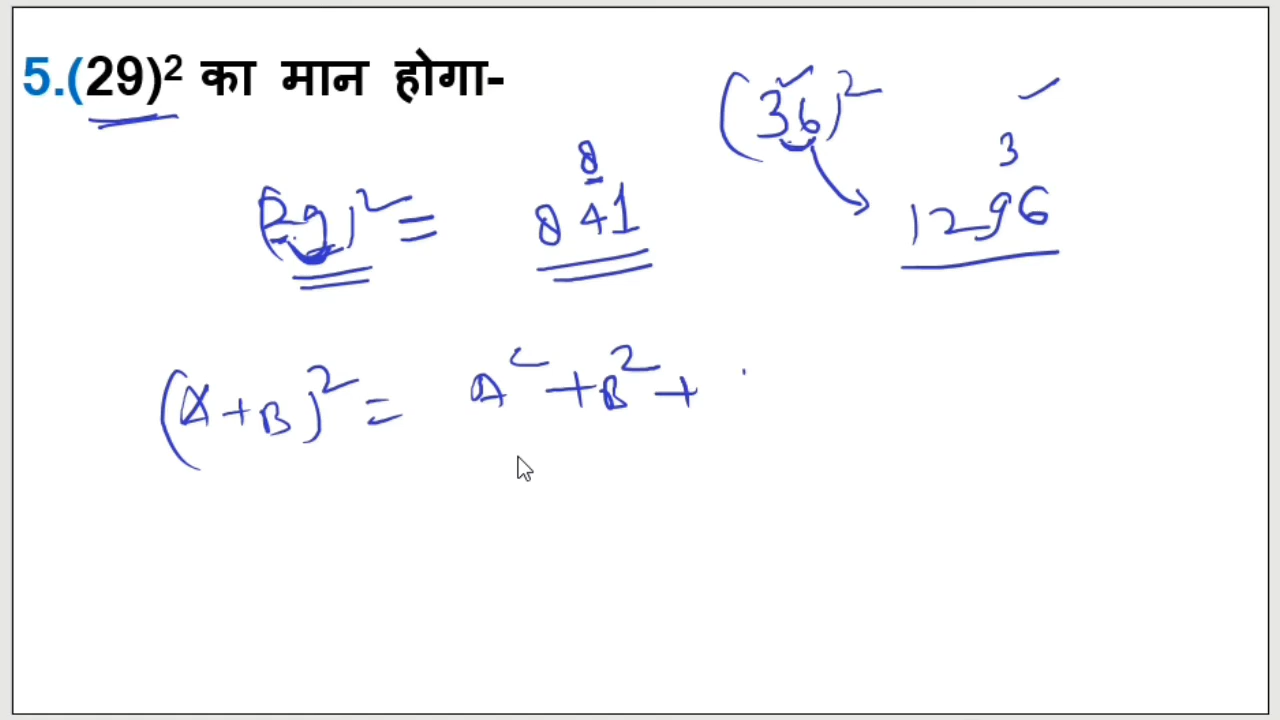 5.(29)² का मान होगा-
(36)²
8
3
(29)² = 841
1296
(A+B)² = A²+B²+